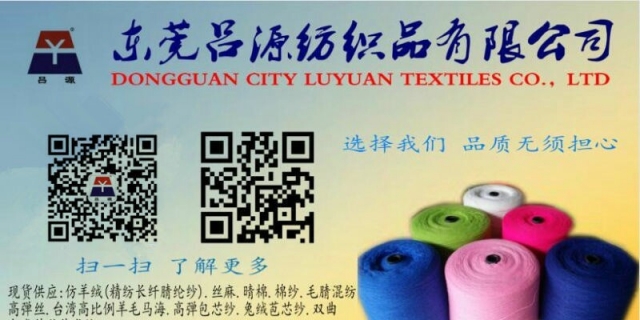 东莞吕源纺织品有限公司
吕源
DONGGUAN CITY LUYUAN TEXTILES CO., LTD
选择我们 品质无须担心
扫一扫 了解更多
现货供应:仿羊绒(精纺长纤腈纶纱).丝麻.晴棉.棉纱.毛腈混纺
高弹丝.台湾高比例羊毛马海.高弹包芯纱.兔绒苞芯纱.双曲